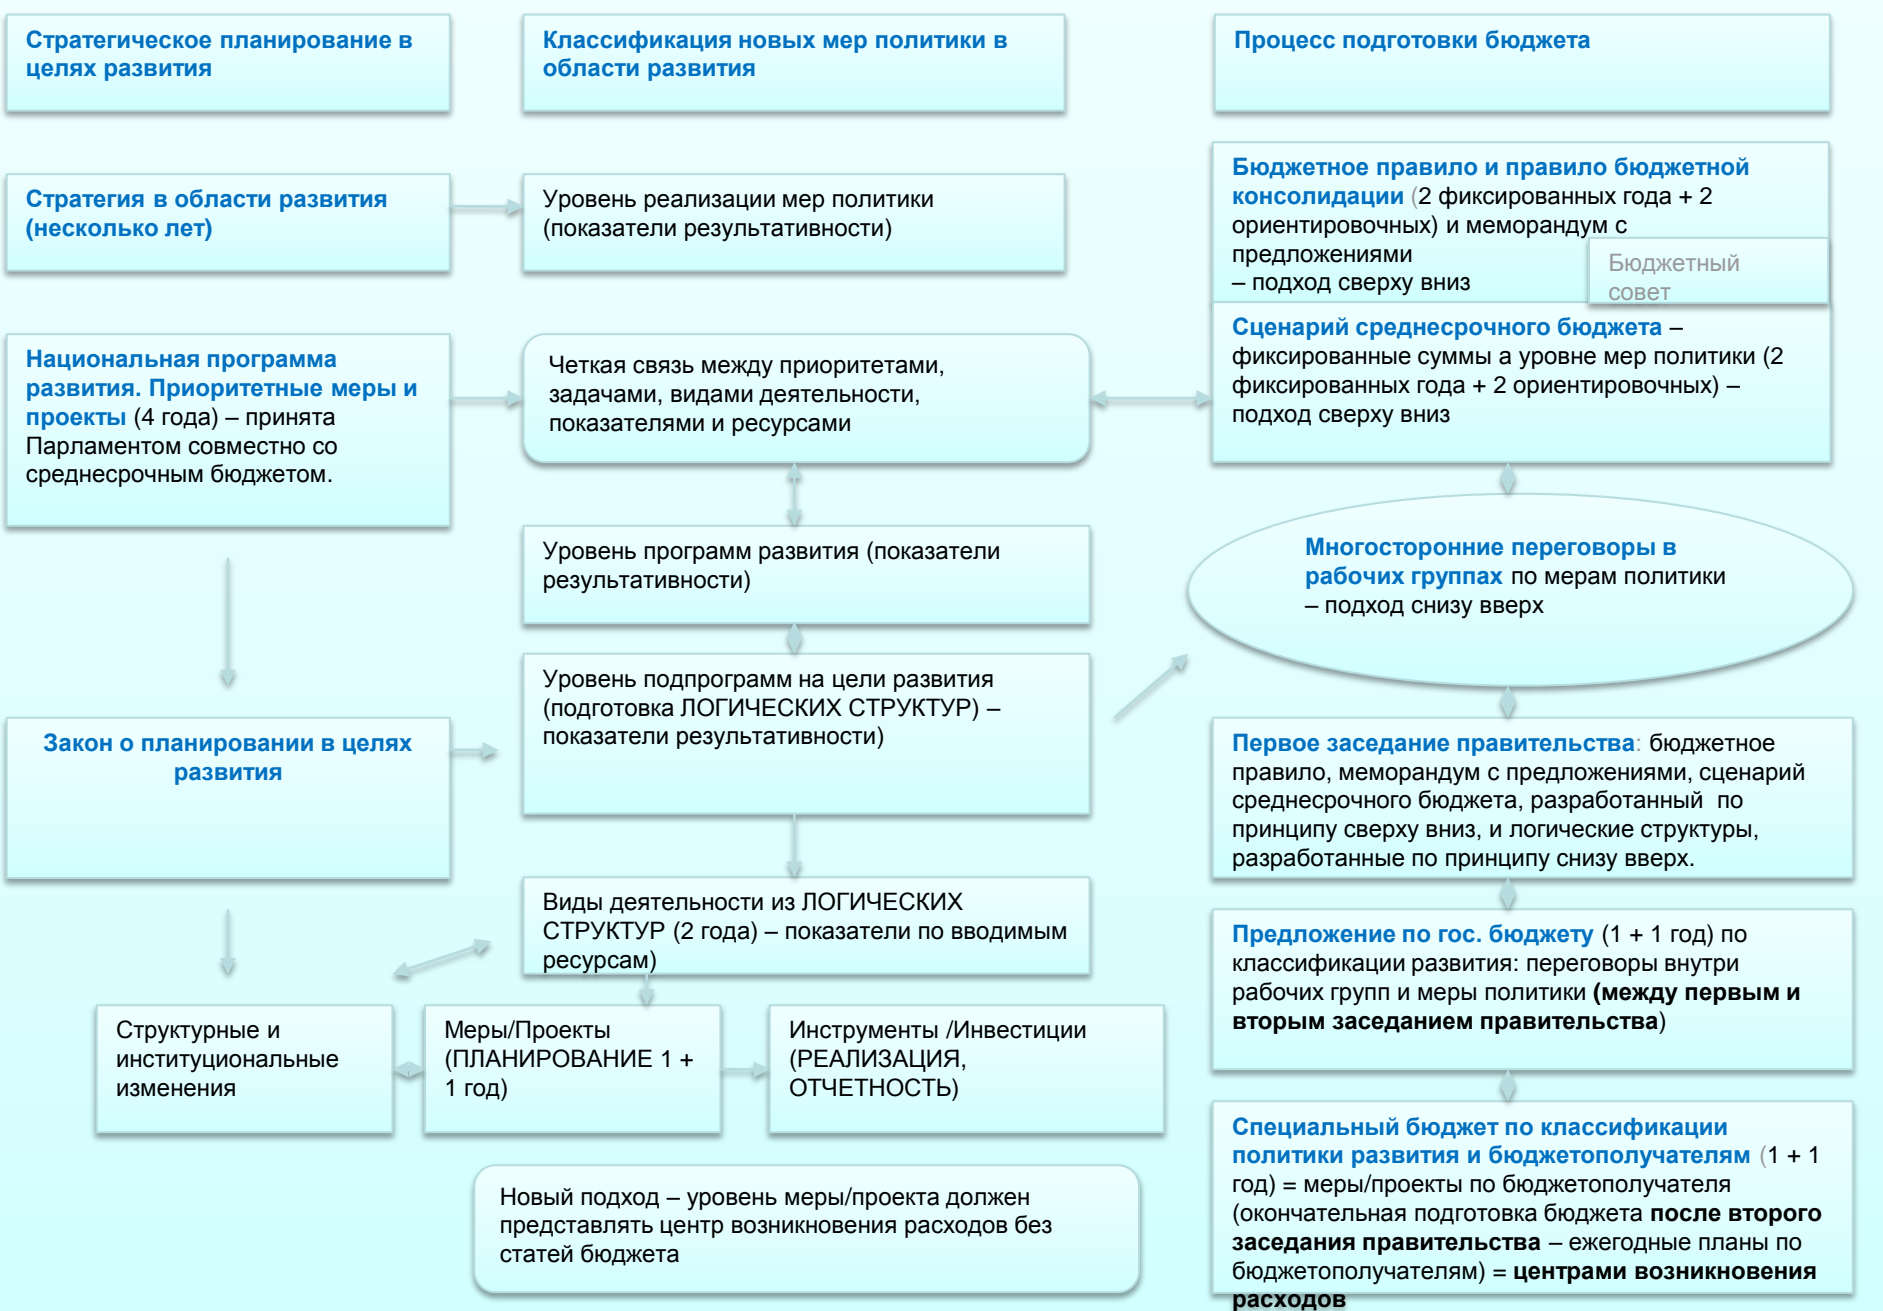 Стратегическое планирование в
целях развития
Классификация новых мер политики в
области развития
Процесс подготовки бюджета
Стратегия в области развития
(несколько лет)
Уровень реализации мер политики
(показатели результативности)
Бюджетное правило и правило бюджетной
консолидации (2 фиксированных года + 2
ориентировочных) и меморандум с
предложениями
– подход сверху вниз
Бюджетный
совет
Национальная программа
развития. Приоритетные меры и
проекты (4 года) – принята
Парламентом совместно со
среднесрочным бюджетом.
Четкая связь между приоритетами,
задачами, видами деятельности,
показателями и ресурсами
Сценарий среднесрочного бюджета –
фиксированные суммы а уровне мер политики (2
фиксированных года + 2 ориентировочных) –
подход сверху вниз
Уровень программ развития (показатели
результативности)
Многосторонние переговоры в
рабочих группах по мерам политики
– подход снизу вверх
Уровень подпрограмм на цели развития
(подготовка ЛОГИЧЕСКИХ СТРУКТУР) –
показатели результативности)
Закон о планировании в целях
развития
Первое заседание правительства: бюджетное
правило, меморандум с предложениями, сценарий
среднесрочного бюджета, разработанный по
принципу сверху вниз, и логические структуры,
разработанные по принципу снизу вверх.
Виды деятельности из ЛОГИЧЕСКИХ
СТРУКТУР (2 года) – показатели по вводимым
ресурсам)
Предложение по гос. бюджету (1 + 1 год) по
классификации развития: переговоры внутри
рабочих групп и меры политики (между первым и
вторым заседанием правительства)
Структурные и
институциональные
изменения
Меры/Проекты
(ПЛАНИРОВАНИЕ 1 +
1 год)
Инструменты /Инвестиции
(РЕАЛИЗАЦИЯ,
ОТЧЕТНОСТЬ)
Специальный бюджет по классификации
политики развития и бюджетополучателям (1 + 1
год) = меры/проекты по бюджетополучателя
(окончательная подготовка бюджета после второго
заседания правительства – ежегодные планы по
бюджетополучателям) = центрами возникновения
расходов
Новый подход – уровень меры/проекта должен
представлять центр возникновения расходов без
статей бюджета